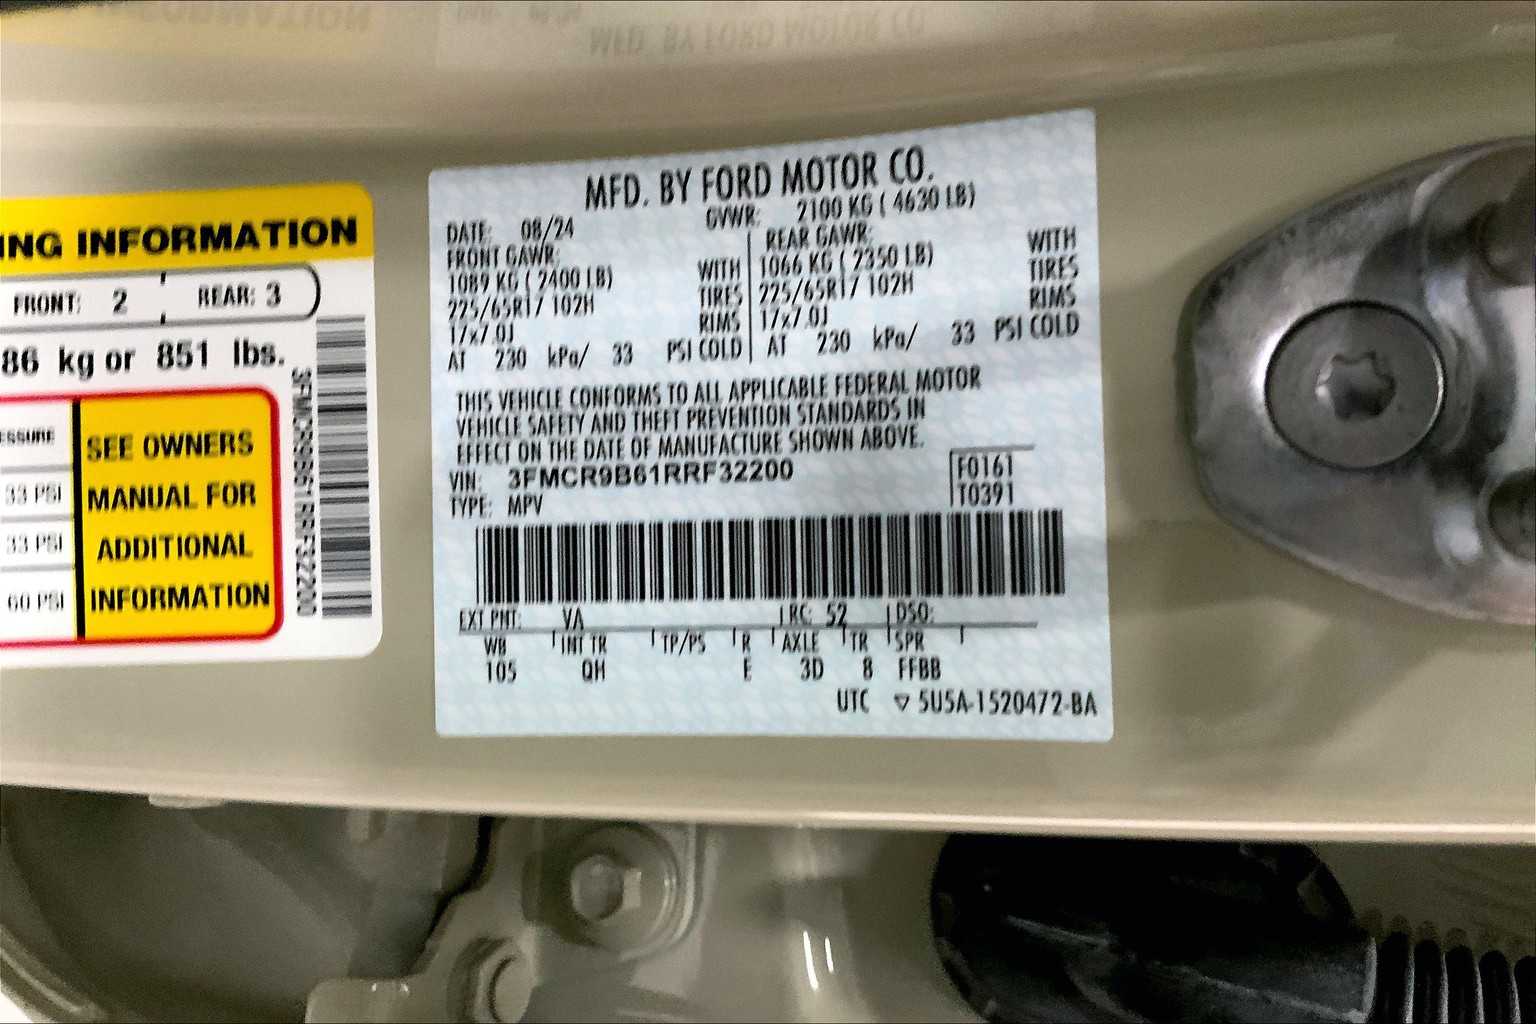 ING INFORMATION
FRONT: 2 REAR: 3
86 kg or 851 lbs.
ESSURE
33 PSI
33 PSI
60 PSI
SEE OWNERS
MANUAL FOR
ADDITIONAL
INFORMATION
3FMCR9B61RRF32200
MFD. BY FORD MOTOR CO.
DATE: 08/24 GVWR: 2100 KG ( 4630 LB)
FRONT GAWR: REAR GAWR:
1089 KG ( 2400 LB) WITH 1066 KG ( 2350 LB) WITH
225/65R17 102H TIRES 225/65R17 102H TIRES
17x7.0J RIMS 17x7.0J RIMS
AT 230 kPa/ 33 PSI COLD AT 230 kPa/ 33 PSI COLD
THIS VEHICLE CONFORMS TO ALL APPLICABLE FEDERAL MOTOR
VEHICLE SAFETY AND THEFT PREVENTION STANDARDS IN
EFFECT ON THE DATE OF MANUFACTURE SHOWN ABOVE.
VIN: 3FMCR9B61RRF32200 F0161
TYPE: MPV T0391
EXT PNT: VA RC: 52 DSO:
WB INT TR TP/PS R AXLE TR SPR
105 QH E 3D 8 FFBB
UTC ▽ 5U5A-1520472-BA